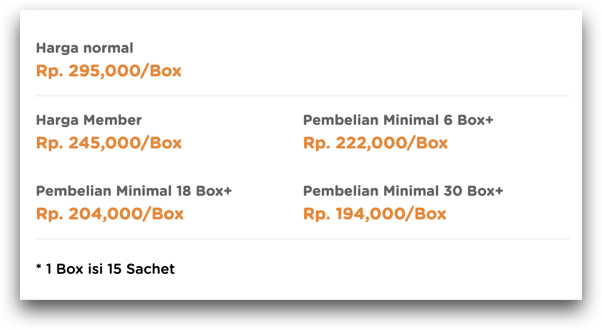 Harga normal
Rp. 295,000/Box
Harga Member
Rp. 245,000/Box
Pembelian Minimal 6 Box+
Rp. 222,000/Box
Pembelian Minimal 18 Box+
Rp. 204,000/Box
Pembelian Minimal 30 Box+
Rp. 194,000/Box
* 1 Box isi 15 Sachet